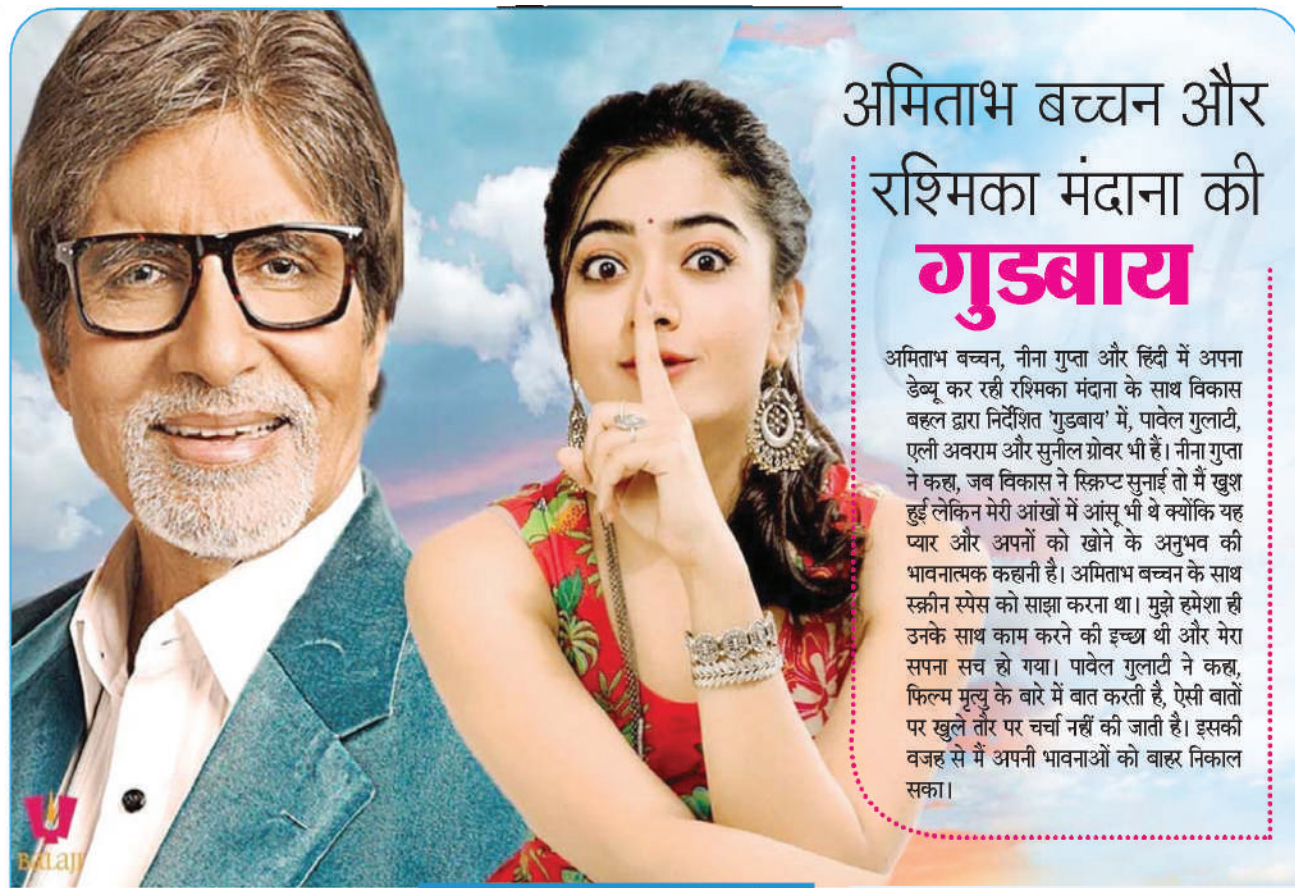 अमिताभ बच्चन और
रश्मिका मंदाना की
गुडबाय
अमिताभ बच्चन, नीना गुप्ता और हिंदी में अपना
डेब्यू कर रही रश्मिका मंदाना के साथ विकास
बहल द्वारा निर्देशित 'गुडबाय' में, पावेल गुलाटी,
एली अवराम और सुनील ग्रोवर भी हैं। नीना गुप्ता
ने कहा, जब विकास ने स्क्रिप्ट सुनाई तो मैं खुश
हुई लेकिन मेरी आंखों में आंसू भी थे क्योंकि यह
प्यार और अपनों को खोने के अनुभव की
भावनात्मक कहानी है। अमिताभ बच्चन के साथ
स्क्रीन स्पेस को साझा करना था। मुझे हमेशा ही
उनके साथ काम करने की इच्छा थी और मेरा
सपना सच हो गया। पावेल गुलाटी ने कहा,
फिल्म मृत्यु के बारे में बात करती है, ऐसी बातों
पर खुले तौर पर चर्चा नहीं की जाती है। इसकी
वजह से मैं अपनी भावनाओं को बाहर निकाल
सका।
BALAJI